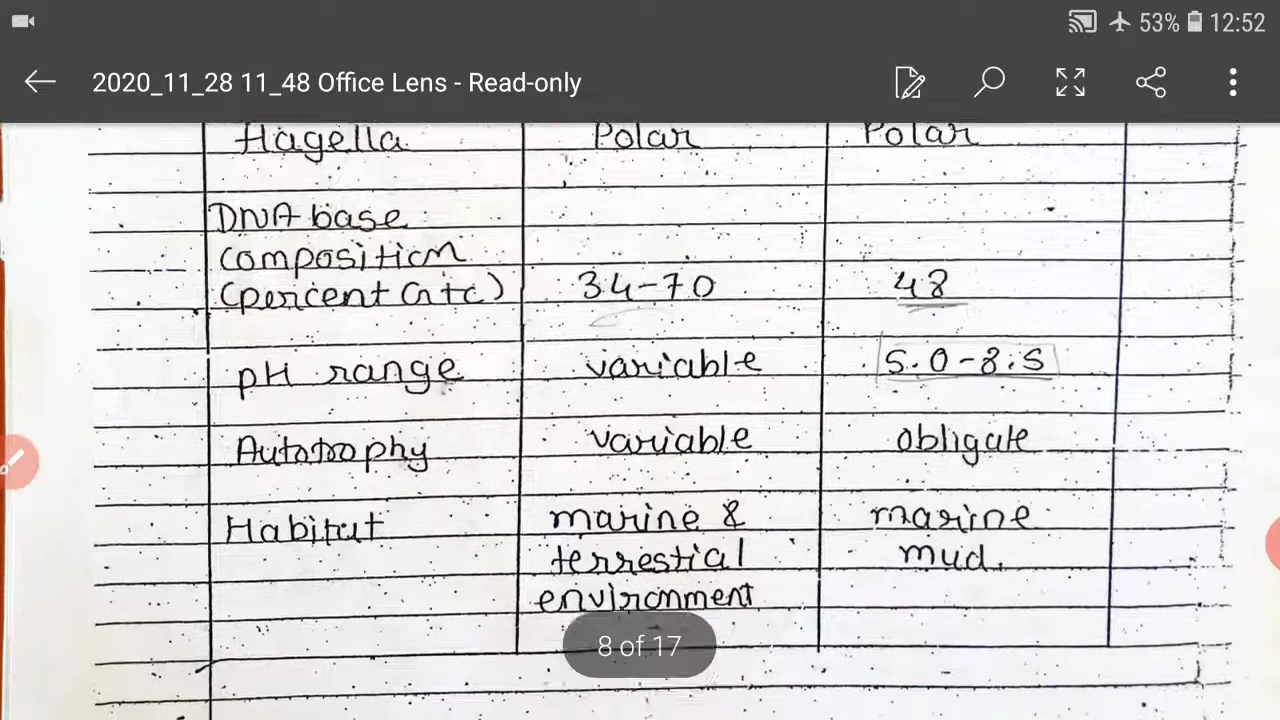 53% 12:52
2020_11_28 11_48 Office Lens - Read-only
Flagella Polar Polar
DNA base
composition
(percent G+C) 34-70 48
pH range variable 5.0-8.5
Autotrophy variable obligate
Habitut marine & marine
terrestial mud.
environment
8 of 17